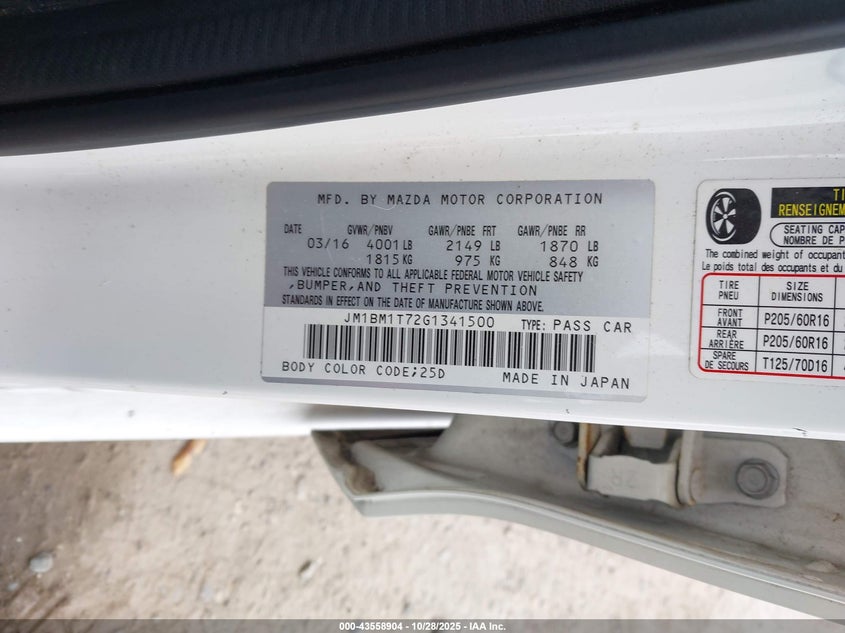 MFD. BY MAZDA MOTOR CORPORATION
DATE GVWR/PNBV GAWR/PNBE FRT GAWR/PNBE RR
03/16 4001 LB 2149 LB 1870 LB
1815 KG 975 KG 848 KG
THIS VEHICLE CONFORMS TO ALL APPLICABLE FEDERAL MOTOR VEHICLE SAFETY
,BUMPER,AND THEFT PREVENTION
STANDARDS IN EFFECT ON THE DATE OF MANUFACTURE SHOWN ABOVE.
JM1BM1T72G1341500 TYPE: PASS CAR
BODY COLOR CODE;25D MADE IN JAPAN
TI
RENSEIGNEM
SEATING CAP
NOMBRE DE P
The combined weight of occupant
Le poids total des occupants et du
TIRE SIZE
PNEU DIMENSIONS
FRONT
AVANT P205/60R16
REAR
ARRIÈRE P205/60R16
SPARE
DE SECOURS T125/70D16
28
000-43558904 - 10/28/2025 - IAA Inc.